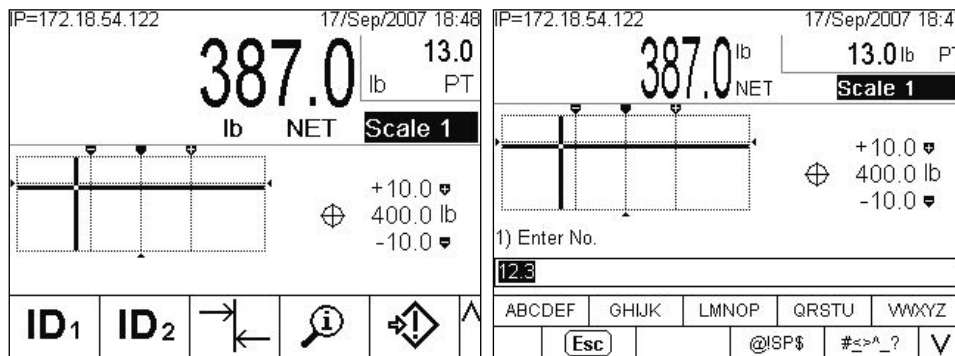 IP=172.18.54.122 17/Sep/2007 18:48
387.0
13.0
lb PT
lb NET
Scale 1
+10.0
400.0 lb
-10.0
ID1 ID2
IP=172.18.54.122 17/Sep/2007 18:4
387.0 lb
NET
13.0 lb PT
Scale 1
+10.0
400.0 lb
-10.0
1) Enter No.
12.3
ABCDEF GHIJK LMNOP QRSTU VWXYZ
Esc @!SP$ #<>^_?